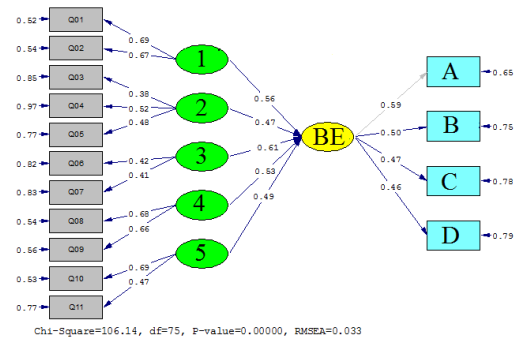 0.52 Q01
0.54 Q02
0.85 Q03
0.97 Q04
0.77 Q05
0.82 Q06
0.83 Q07
0.54 Q08
0.56 Q09
0.53 Q10
0.77 Q11
0.69
0.67
0.38
0.52
0.48
0.42
0.41
0.68
0.66
0.69
0.47
1
2
3
4
5
0.56
0.47
0.61
0.53
0.49
BE
0.59
0.50
0.47
0.46
A 0.65
B 0.75
C 0.78
D 0.79
Chi-Square=106.14, df=75, P-value=0.00000, RMSEA=0.033